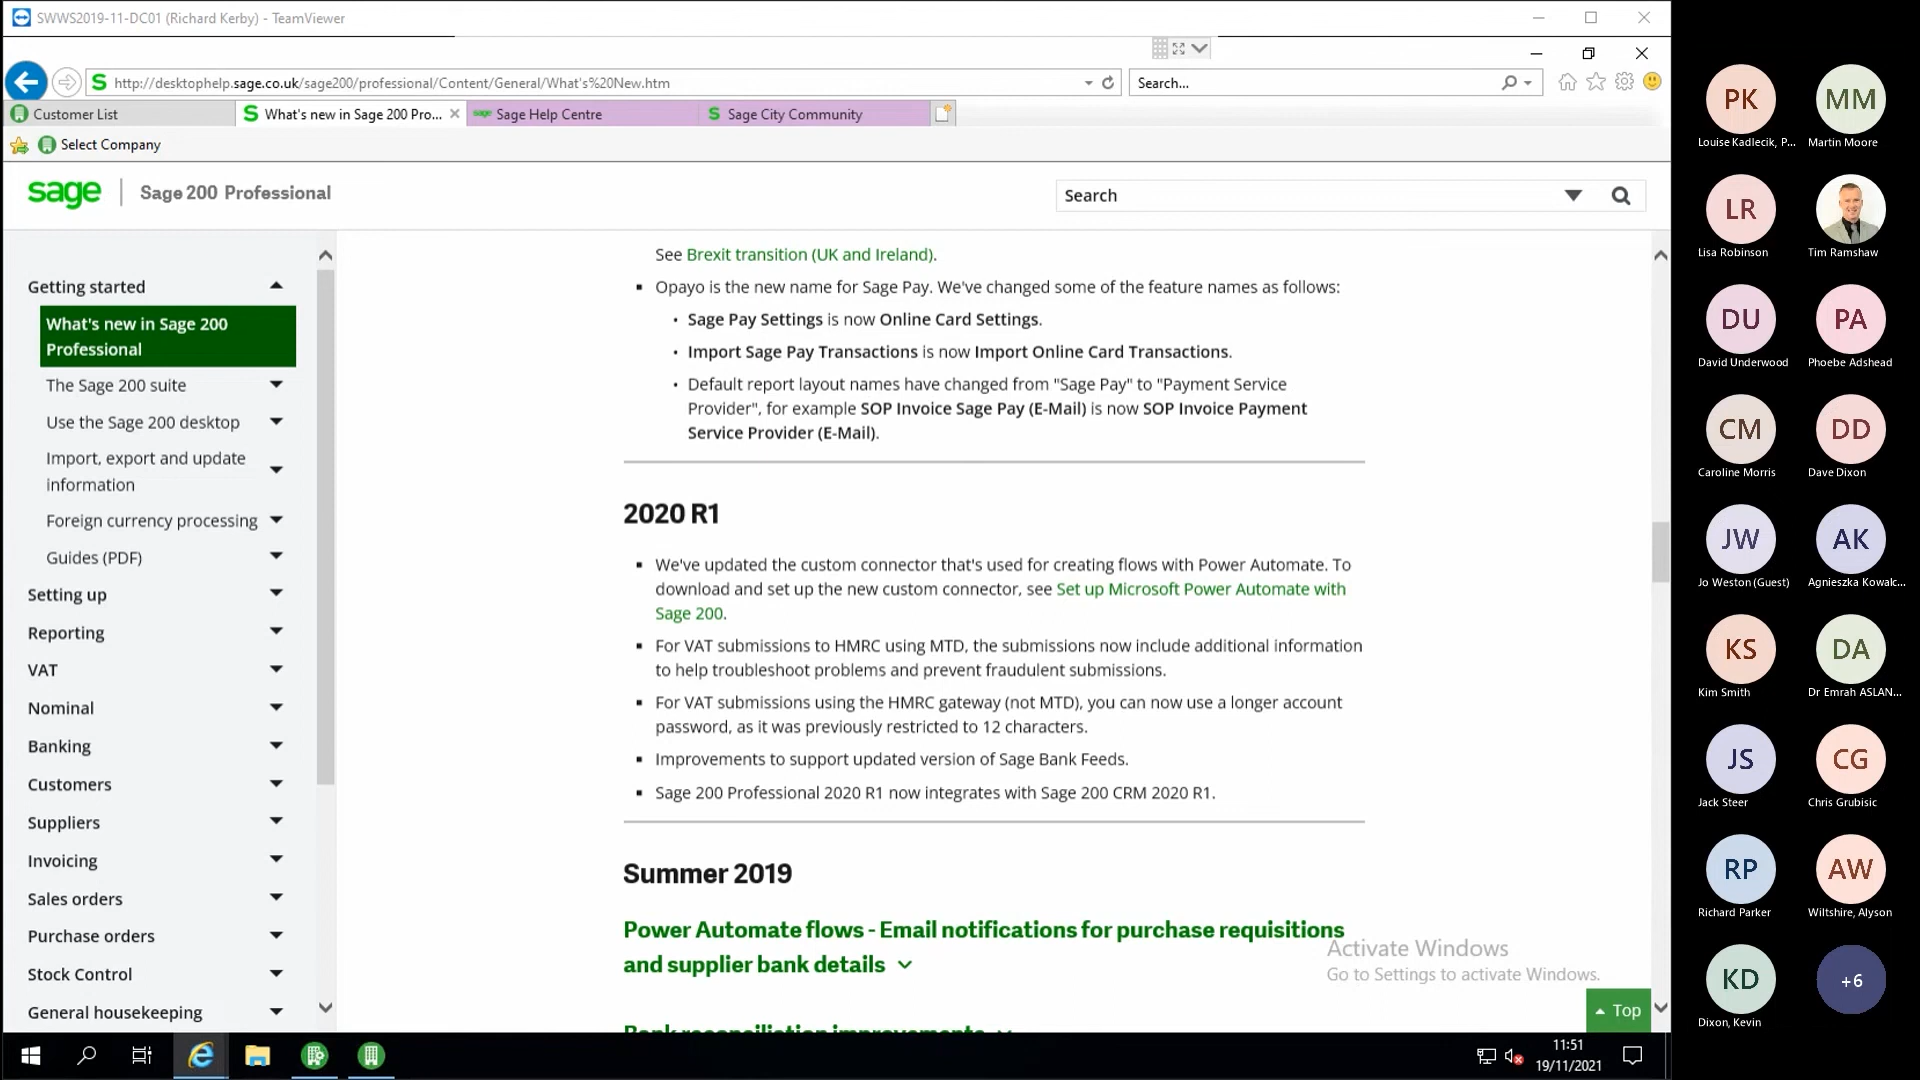 SWWS2019-11-DC01 (Richard Kerby) - TeamViewer
http://desktophelp.sage.co.uk/sage200/professional/Content/General/What's%20New.htm
Search...
Customer List
What's new in Sage 200 Pro...
Sage Help Centre
Sage City Community
Select Company
sage
Sage 200 Professional
Search
Getting started
What's new in Sage 200
Professional
The Sage 200 suite
Use the Sage 200 desktop
Import, export and update
information
Foreign currency processing
Guides (PDF)
Setting up
Reporting
VAT
Nominal
Banking
Customers
Suppliers
Invoicing
Sales orders
Purchase orders
Stock Control
General housekeeping
See Brexit transition (UK and Ireland).
Opayo is the new name for Sage Pay. We've changed some of the feature names as follows:
Sage Pay Settings is now Online Card Settings.
Import Sage Pay Transactions is now Import Online Card Transactions.
Default report layout names have changed from "Sage Pay" to "Payment Service
Provider", for example SOP Invoice Sage Pay (E-Mail) is now SOP Invoice Payment
Service Provider (E-Mail).
2020 R1
We've updated the custom connector that's used for creating flows with Power Automate. To
download and set up the new custom connector, see Set up Microsoft Power Automate with
Sage 200.
For VAT submissions to HMRC using MTD, the submissions now include additional information
to help troubleshoot problems and prevent fraudulent submissions.
For VAT submissions using the HMRC gateway (not MTD), you can now use a longer account
password, as it was previously restricted to 12 characters.
Improvements to support updated version of Sage Bank Feeds.
Sage 200 Professional 2020 R1 now integrates with Sage 200 CRM 2020 R1.
Summer 2019
Power Automate flows - Email notifications for purchase requisitions
and supplier bank details
Bank reconciliation improvements
Activate Windows
Go to Settings to activate Windows.
Top
11:51
19/11/2021
PK
Louise Kadlecik, P...
MM
Martin Moore
LR
Lisa Robinson
Tim Ramshaw
DU
David Underwood
PA
Phoebe Adshead
CM
Caroline Morris
DD
Dave Dixon
JW
Jo Weston (Guest)
AK
Agnieszka Kowalc...
KS
Kim Smith
DA
Dr Emrah ASLAN...
JS
Jack Steer
CG
Chris Grubisic
RP
Richard Parker
AW
Wiltshire, Alyson
KD
Dixon, Kevin
+6